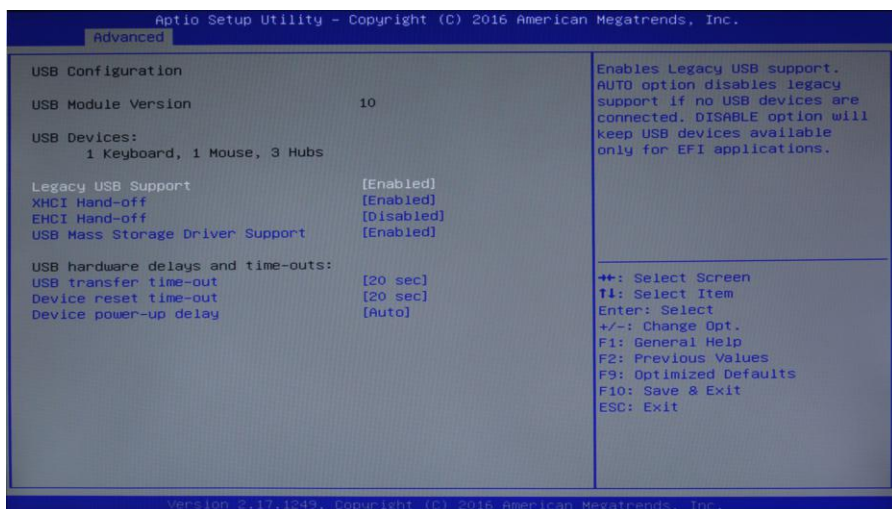 Aptio Setup Utility – Copyright (C) 2016 American Megatrends, Inc.
Advanced
USB Configuration
USB Module Version 10
USB Devices:
1 Keyboard, 1 Mouse, 3 Hubs
Legacy USB Support [Enabled]
XHCI Hand-off [Enabled]
EHCI Hand-off [Disabled]
USB Mass Storage Driver Support [Enabled]
USB hardware delays and time-outs:
USB transfer time-out [20 sec]
Device reset time-out [20 sec]
Device power-up delay [Auto]
Enables Legacy USB support.
AUTO option disables legacy
support if no USB devices are
connected. DISABLE option will
keep USB devices available
only for EFI applications.
→←: Select Screen
↑↓: Select Item
Enter: Select
+/-: Change Opt.
F1: General Help
F2: Previous Values
F9: Optimized Defaults
F10: Save & Exit
ESC: Exit
Version 2.17.1249. Copyright (C) 2016 American Megatrends, Inc.